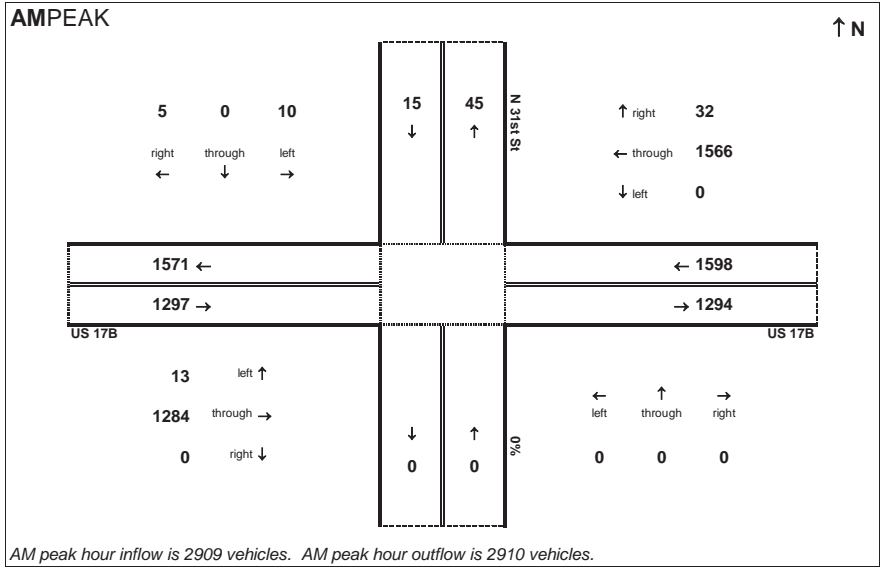 AMPEAK
↑ N
5 0 10
right through left
← ↓ →
15 45
↓ ↑
N 31st St
↑ right 32
← through 1566
↓ left 0
1571 ←
← 1598
1297 →
→ 1294
US 17B
US 17B
13 left ↑
1284 through →
0 right ↓
↓ ↑
0 0
0%
← ↑ →
left through right
0 0 0
AM peak hour inflow is 2909 vehicles. AM peak hour outflow is 2910 vehicles.